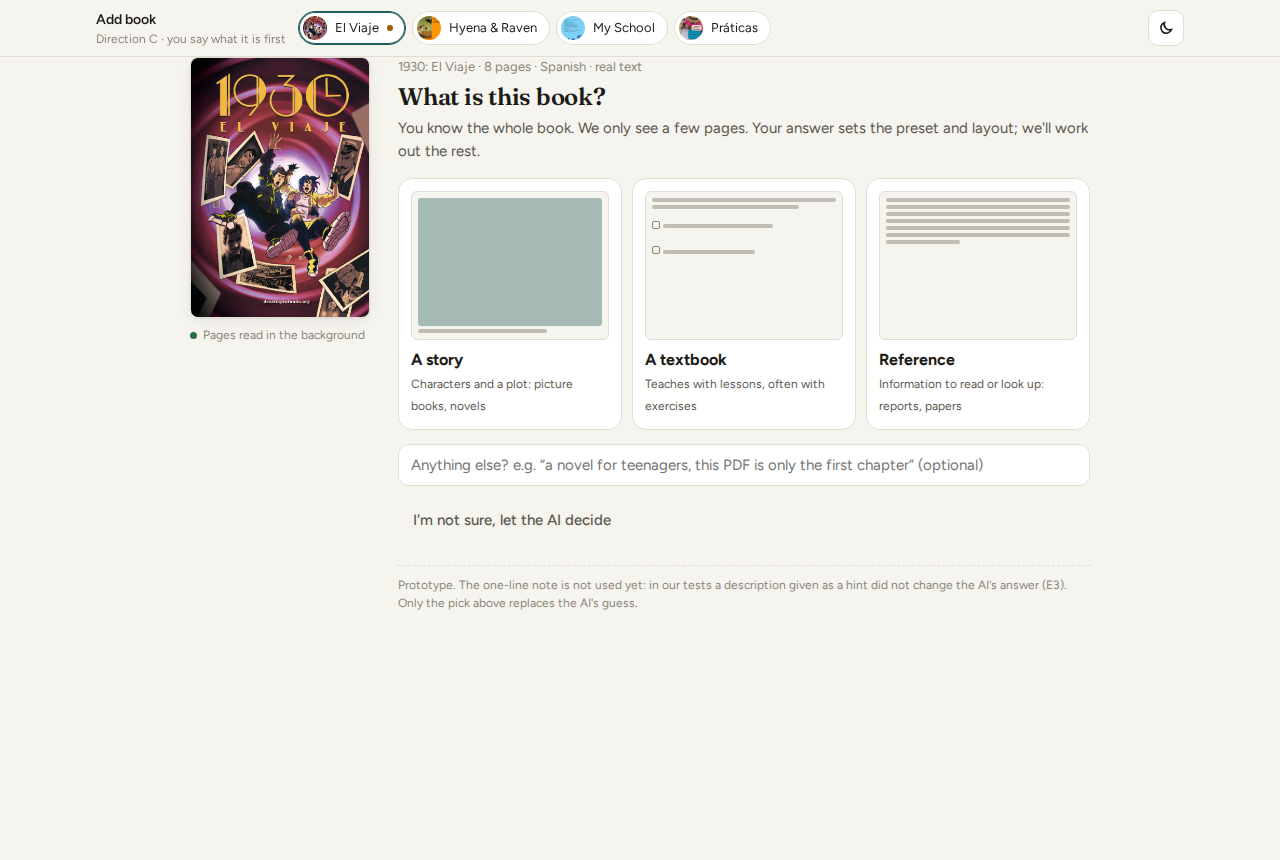 Add book
Direction C · you say what it is first
El Viaje
Hyena & Raven
My School
Práticas
1930
EL VIAJE
desafioprofundo.org
Pages read in the background
1930: El Viaje · 8 pages · Spanish · real text
What is this book?
You know the whole book. We only see a few pages. Your answer sets the preset and layout; we'll work
out the rest.
A story
Characters and a plot: picture
books, novels
A textbook
Teaches with lessons, often with
exercises
Reference
Information to read or look up:
reports, papers
Anything else? e.g. “a novel for teenagers, this PDF is only the first chapter” (optional)
I'm not sure, let the AI decide
Prototype. The one-line note is not used yet: in our tests a description given as a hint did not change the AI's answer (E3).
Only the pick above replaces the AI's guess.